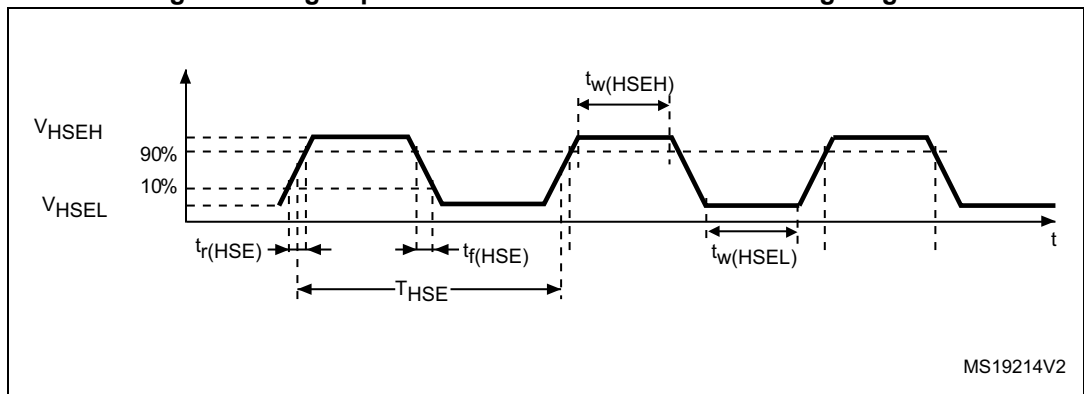 tw(HSEH)
VHSEH
90%
10%
VHSEL
tr(HSE)
tf(HSE)
tw(HSEL)
t
THSE
MS19214V2